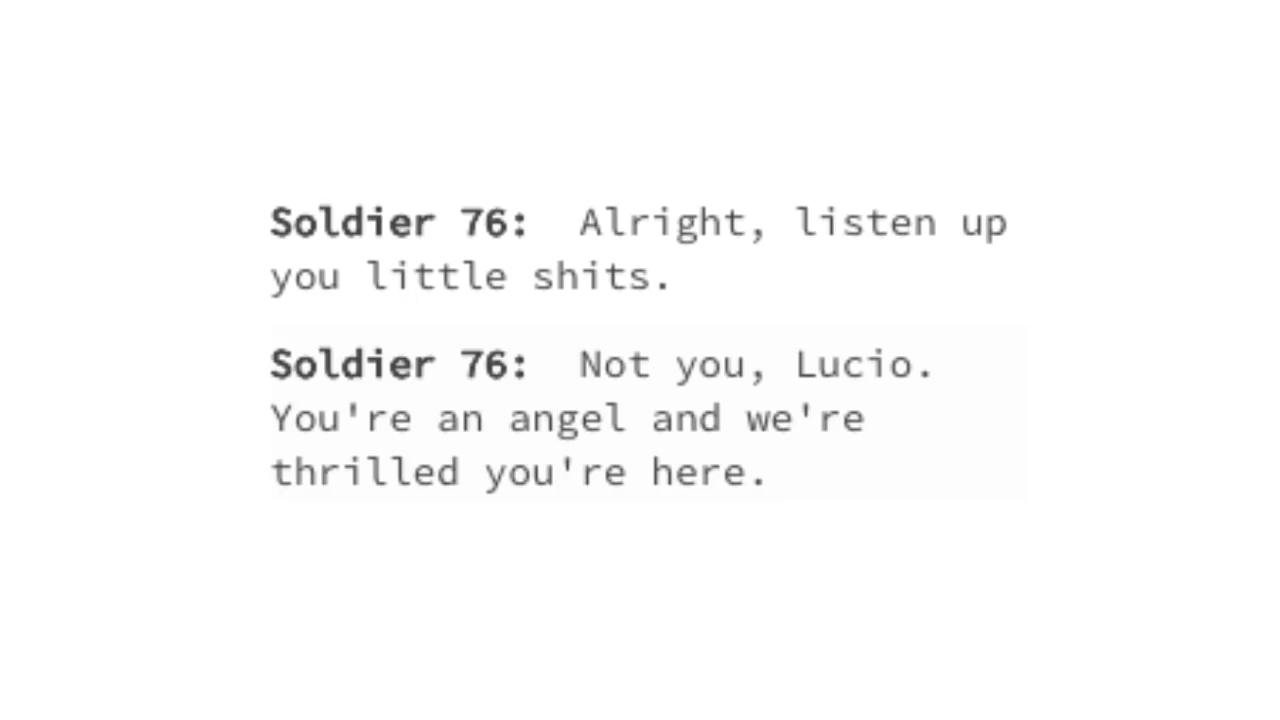 Soldier 76:  Alright, listen up
you little shits.
Soldier 76:  Not you, Lucio.
You're an angel and we're
thrilled you're here.